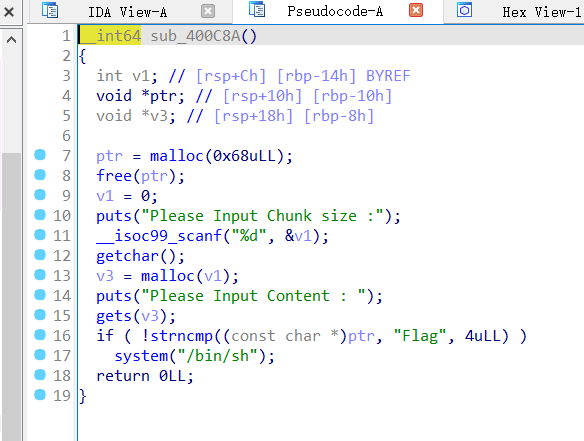 IDA View-A Pseudocode-A Hex View-1
1 __int64 sub_400C8A()
2 {
3 int v1; // [rsp+Ch] [rbp-14h] BYREF
4 void *ptr; // [rsp+10h] [rbp-10h]
5 void *v3; // [rsp+18h] [rbp-8h]
6
7 ptr = malloc(0x68uLL);
8 free(ptr);
9 v1 = 0;
10 puts("Please Input Chunk size :");
11 __isoc99_scanf("%d", &v1);
12 getchar();
13 v3 = malloc(v1);
14 puts("Please Input Content : ");
15 gets(v3);
16 if ( !strncmp((const char *)ptr, "Flag", 4uLL) )
17 system("/bin/sh");
18 return 0LL;
19 }